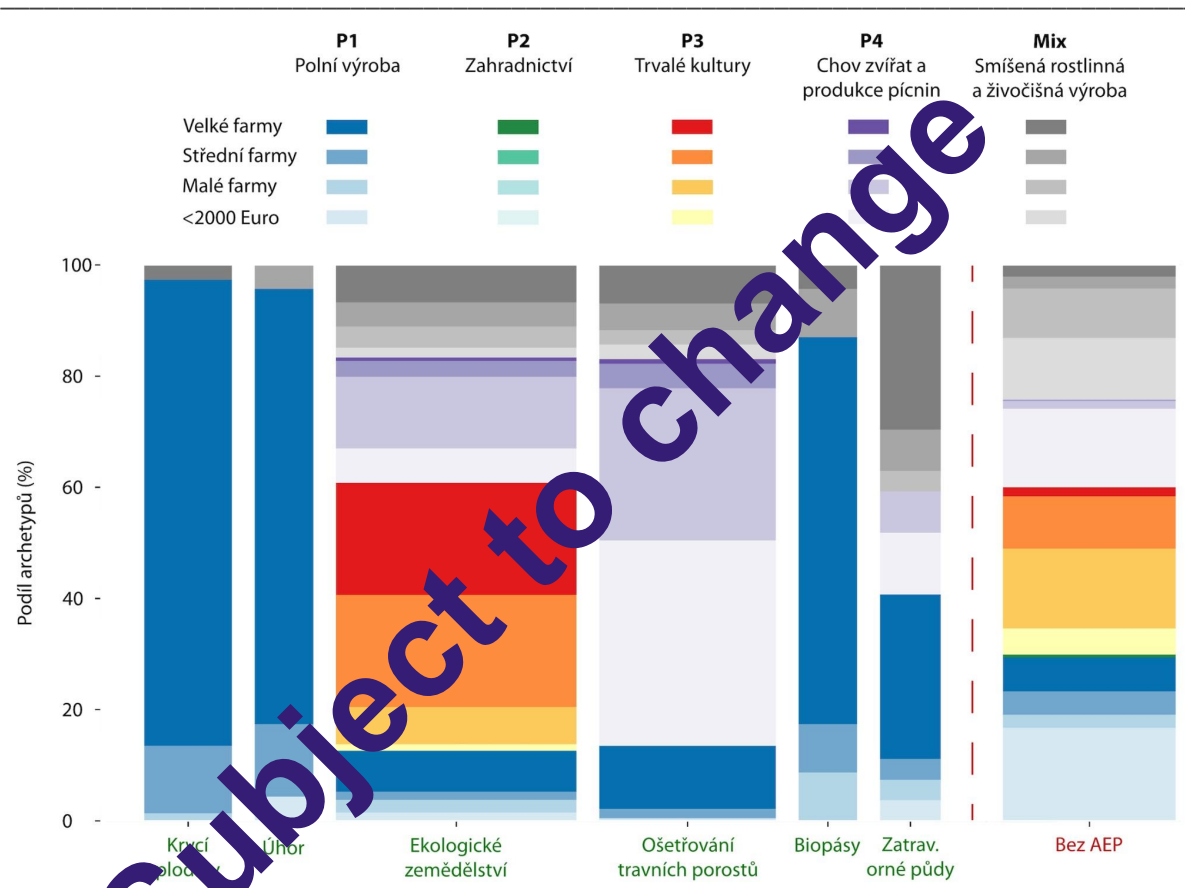 P1
Polní výroba
P2
Zahradnictví
P3
Trvalé kultury
P4
Chov zvířat a
produkce pícnin
Mix
Smíšená rostlinná
a živočišná výroba
Velké farmy
Střední farmy
Malé farmy
<2000 Euro
Podíl archetypů (%)
100
80
60
40
20
0
Krycí
Úhor
Ekologické
zemědělství
Ošetřování
travních porostů
Biopásy
Zatrav.
orné půdy
Bez AEP
Subject to change